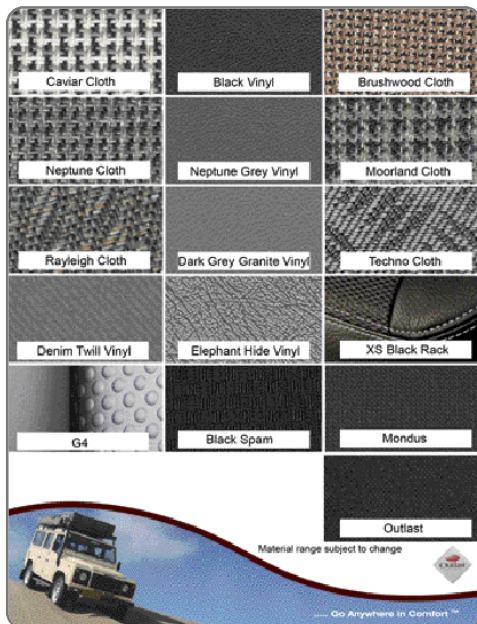 Caviar Cloth
Black Vinyl
Brushwood Cloth
Neptune Cloth
Neptune Grey Vinyl
Moorland Cloth
Rayleigh Cloth
Dark Grey Granite Vinyl
Techno Cloth
Denim Twill Vinyl
Elephant Hide Vinyl
XS Black Rack
G4
Black Spam
Mondus
Outlast
Material range subject to change
..... Go Anywhere in Comfort ™